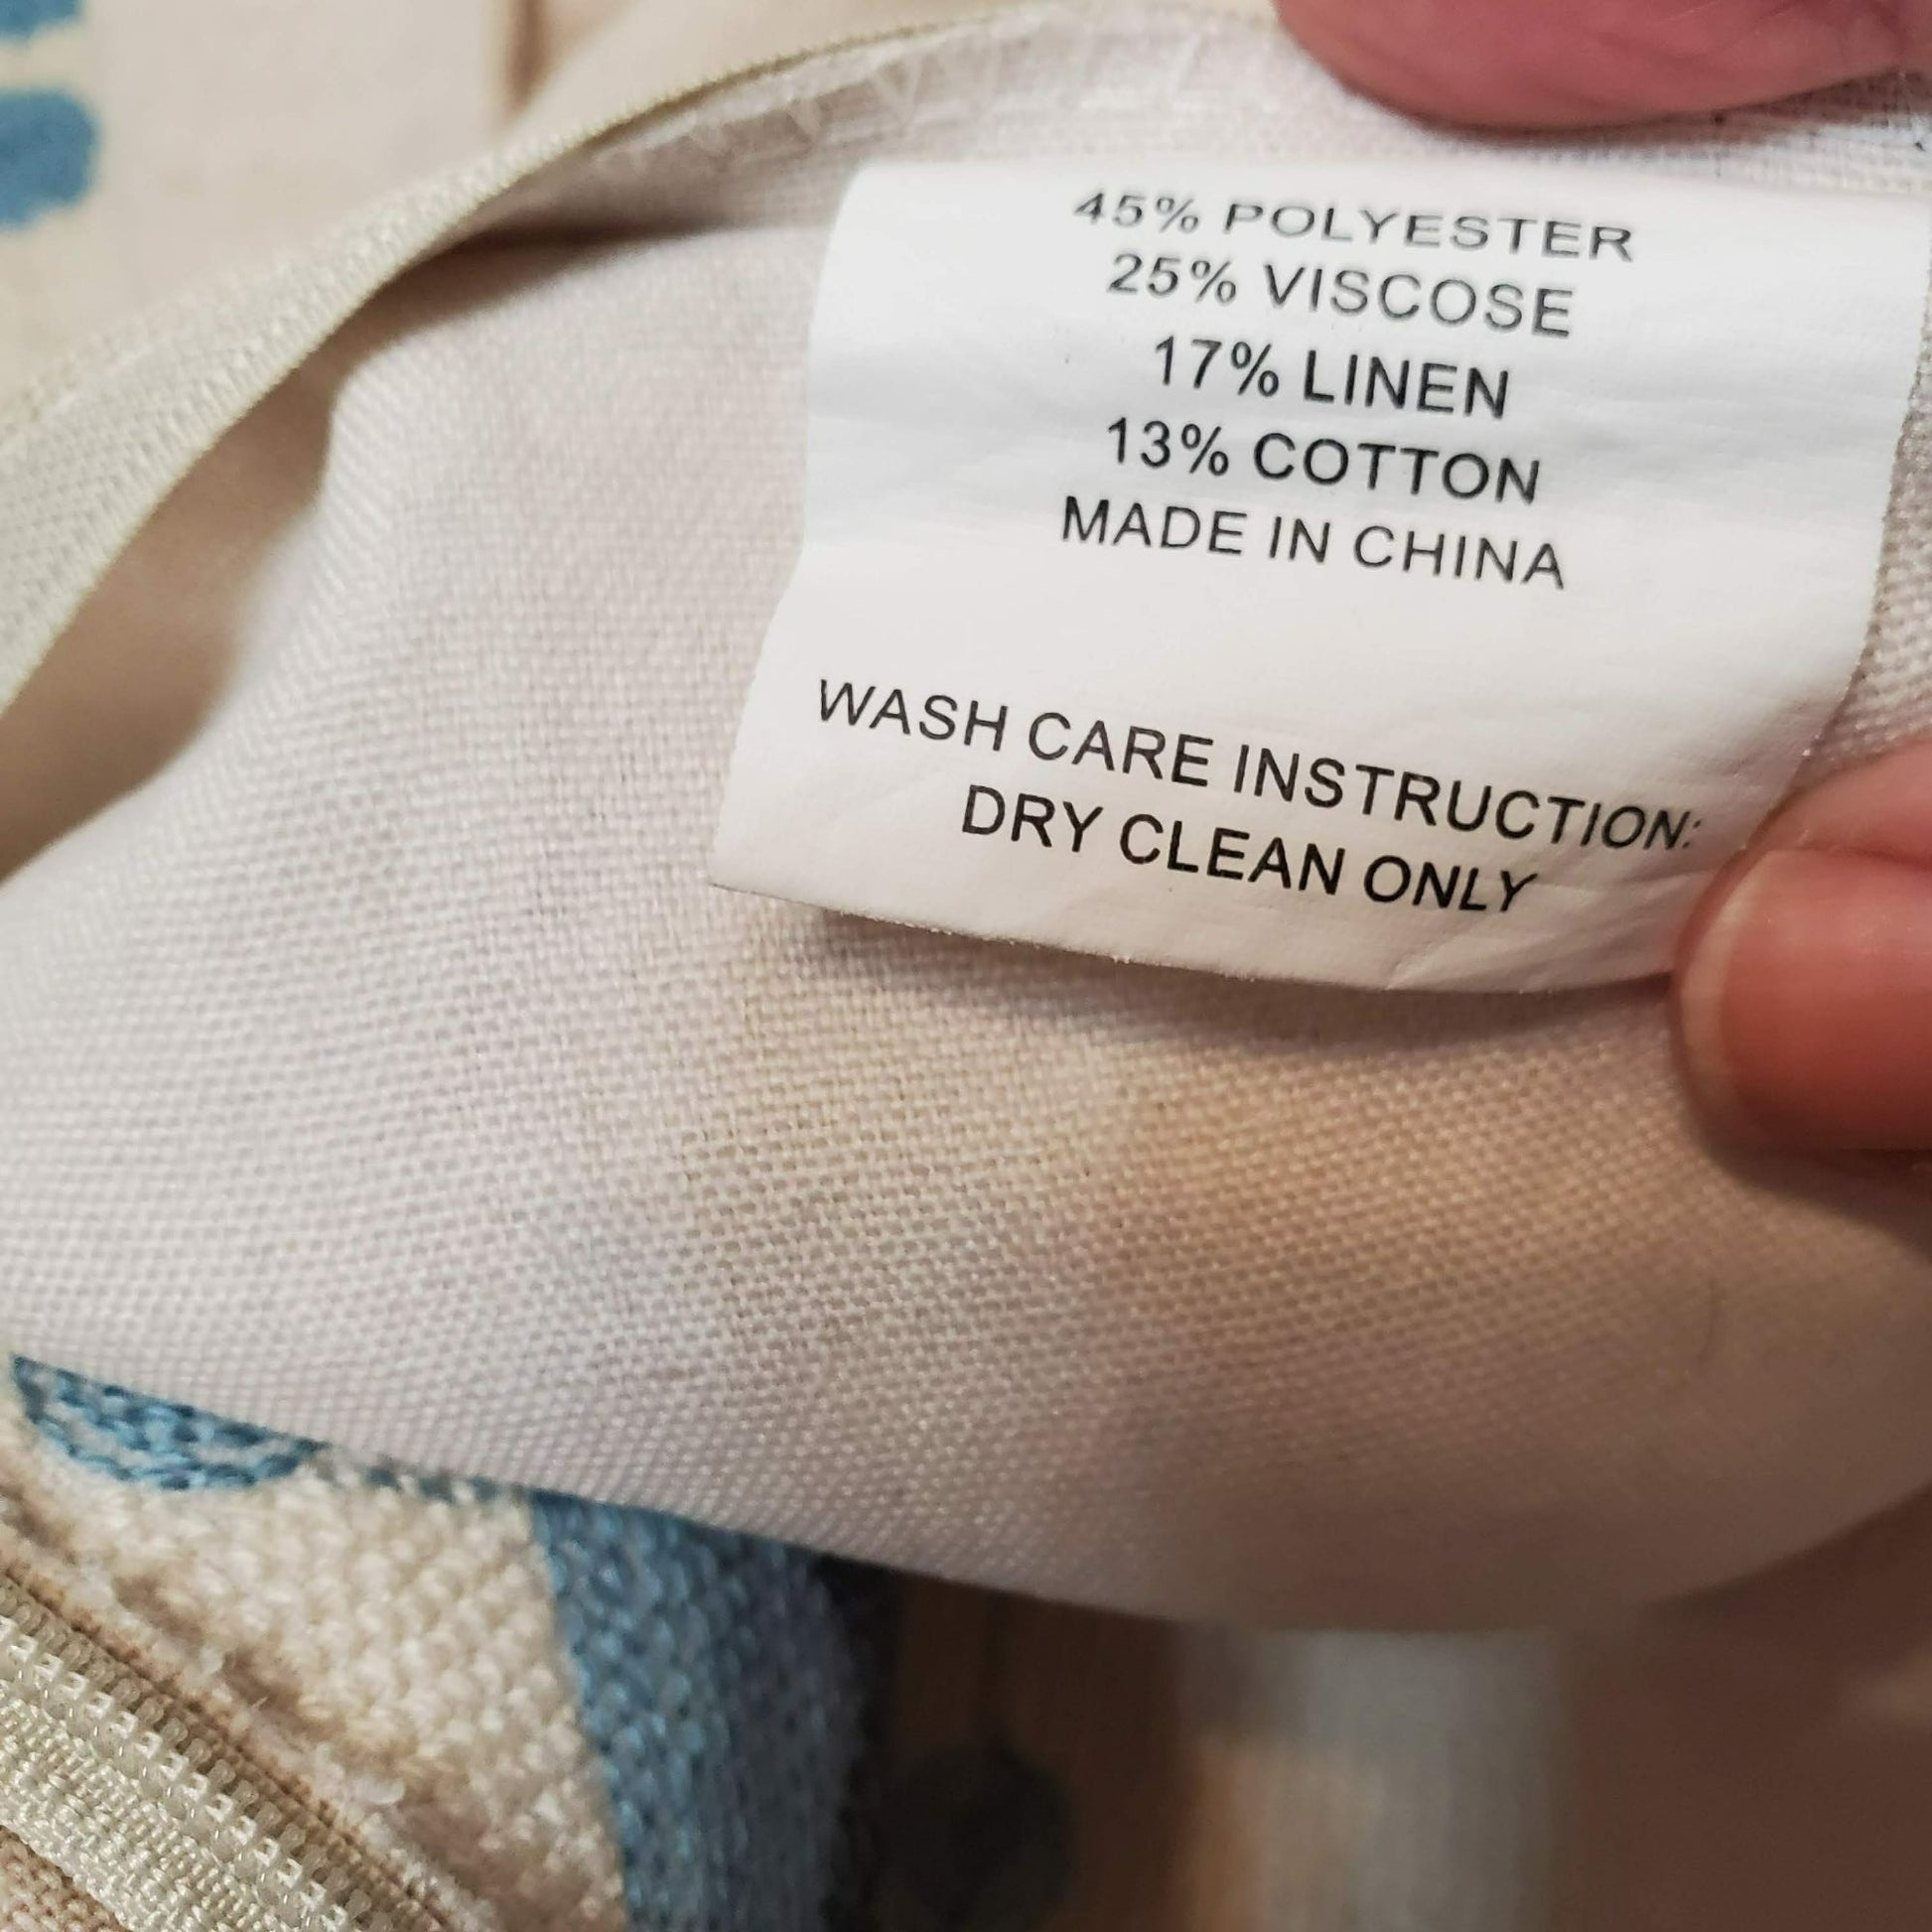 45% POLYESTER
25% VISCOSE
17% LINEN
13% COTTON
MADE IN CHINA
WASH CARE INSTRUCTION:
DRY CLEAN ONLY